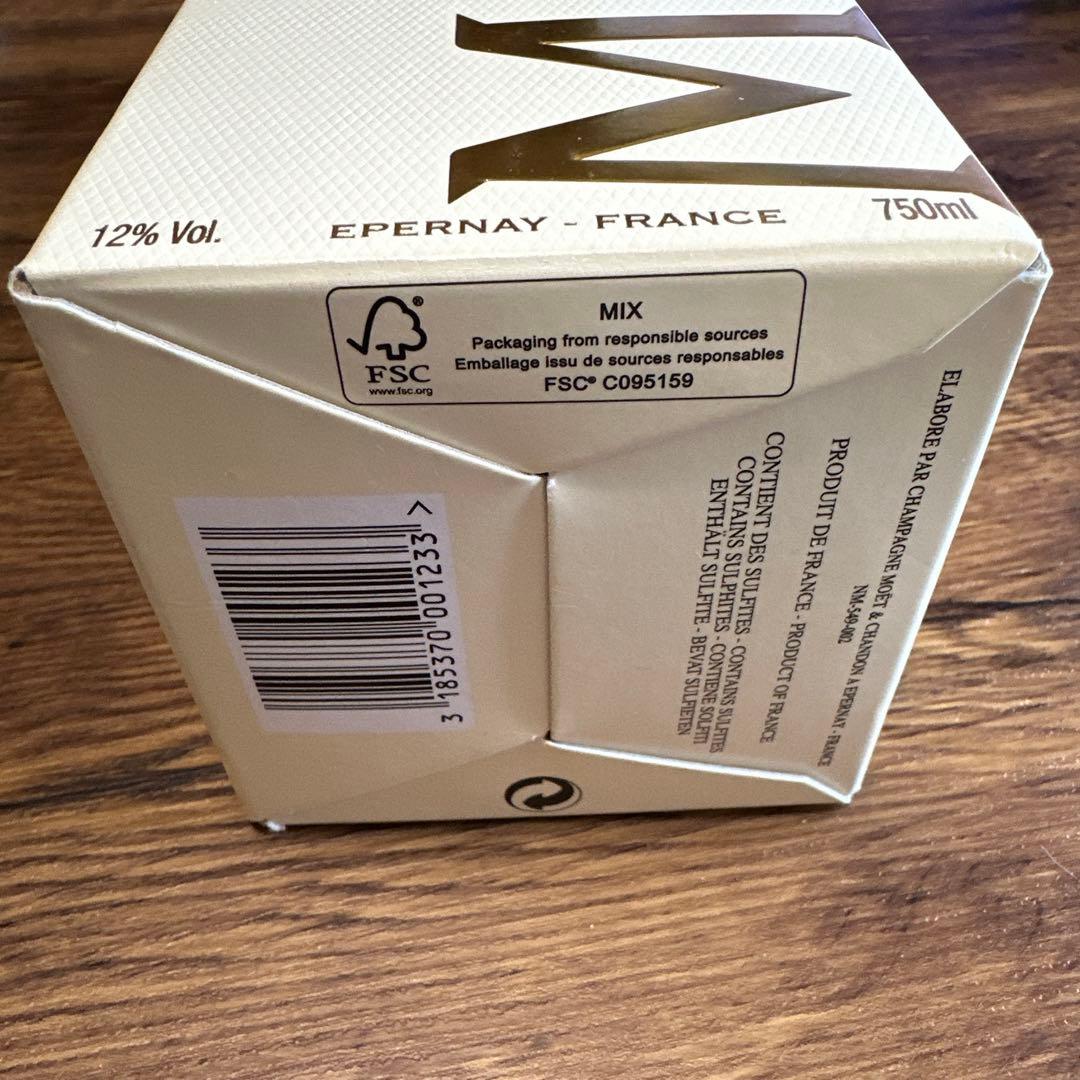 M
12% Vol.
EPERNAY - FRANCE
750ml
FSC®
www.fsc.org
MIX
Packaging from responsible sources
Emballage issu de sources responsables
FSC® C095159
ELABORE PAR CHAMPAGNE MOËT & CHANDON A EPERNAY - FRANCE
NM-549-002
PRODUIT DE FRANCE - PRODUCT OF FRANCE
CONTIENT DES SULFITES - CONTAINS SULFITES
CONTAINS SULPHITES - CONTIENE SOLFITI
ENTHÄLT SULFITE - BEVAT SULFIETEN
3 185370 001233 >